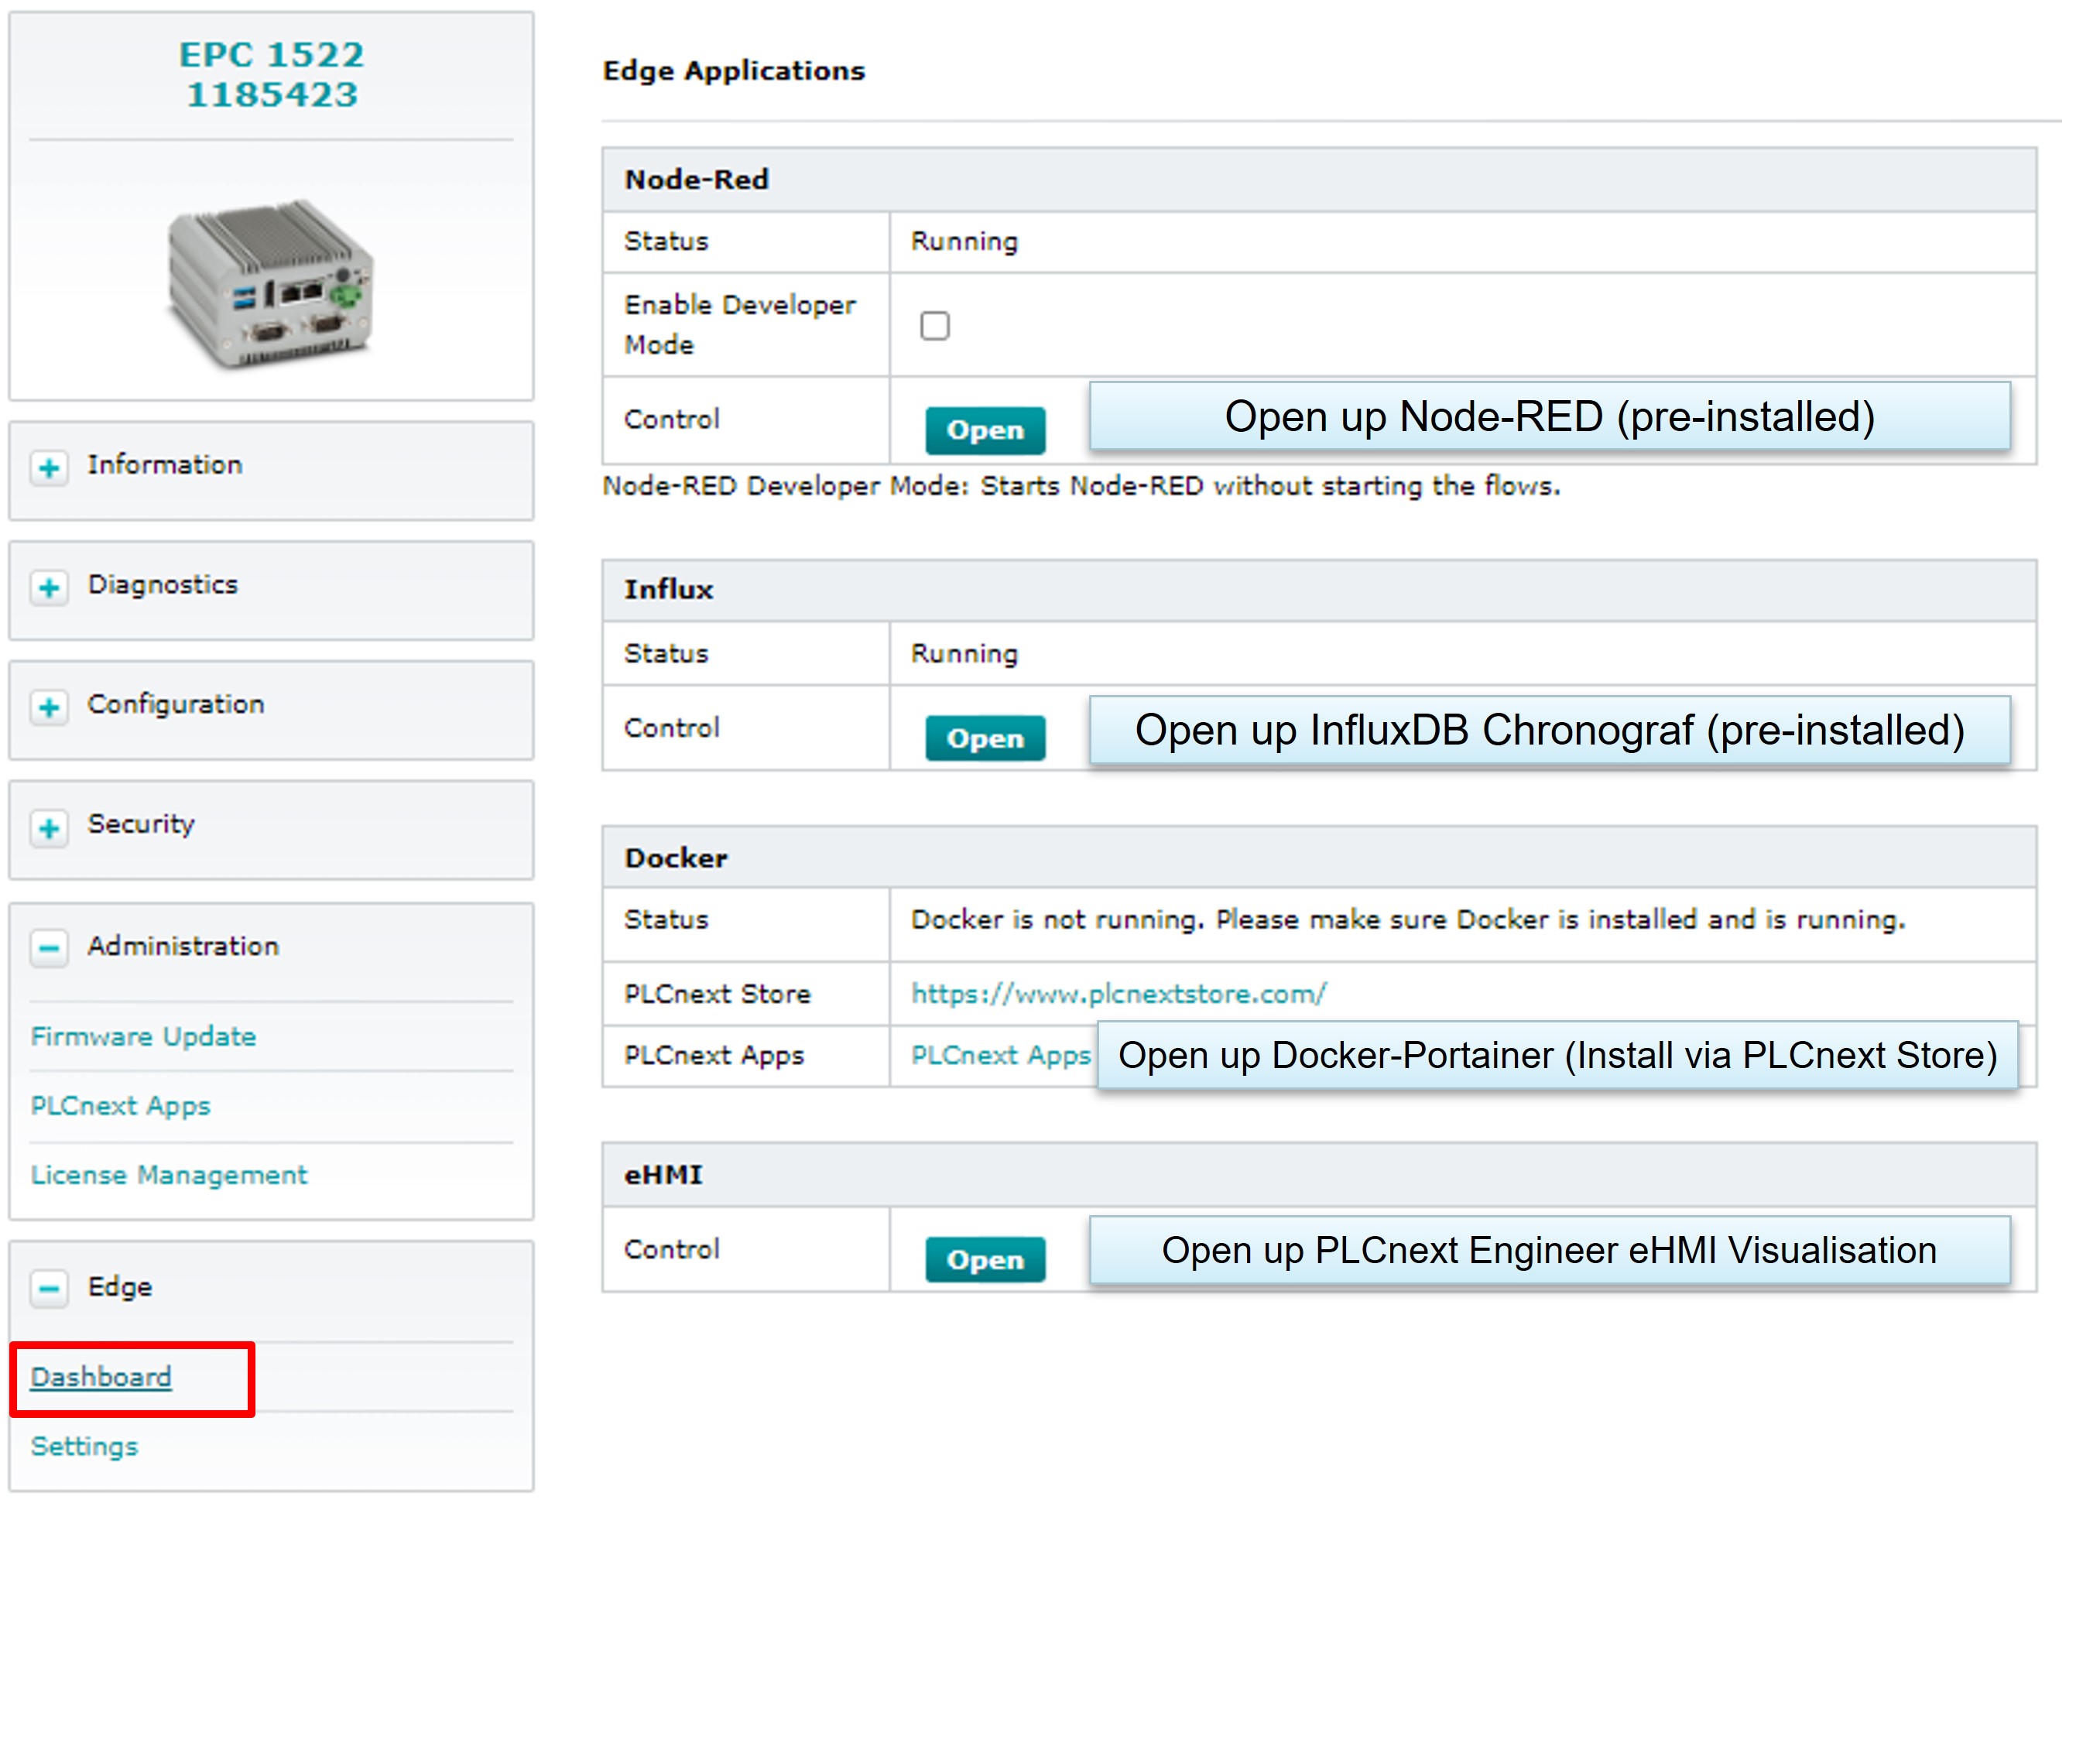 EPC 1522
1185423
Information
Diagnostics
Configuration
Security
Administration
Firmware Update
PLCnext Apps
License Management
Edge
Dashboard
Settings
Edge Applications
Node-Red
Status Running
Enable Developer
Mode
Control Open Open up Node-RED (pre-installed)
Node-RED Developer Mode: Starts Node-RED without starting the flows.
Influx
Status Running
Control Open Open up InfluxDB Chronograf (pre-installed)
Docker
Status Docker is not running. Please make sure Docker is installed and is running.
PLCnext Store https://www.plcnextstore.com/
PLCnext Apps PLCnext Apps Open up Docker-Portainer (Install via PLCnext Store)
eHMI
Control Open Open up PLCnext Engineer eHMI Visualisation